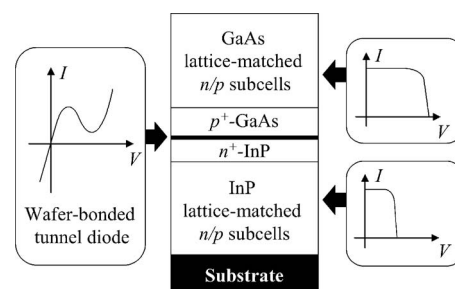 I
V
Wafer-bonded
tunnel diode
GaAs
lattice-matched
n/p subcells
p⁺-GaAs
n⁺-InP
InP
lattice-matched
n/p subcells
Substrate
I
V
I
V